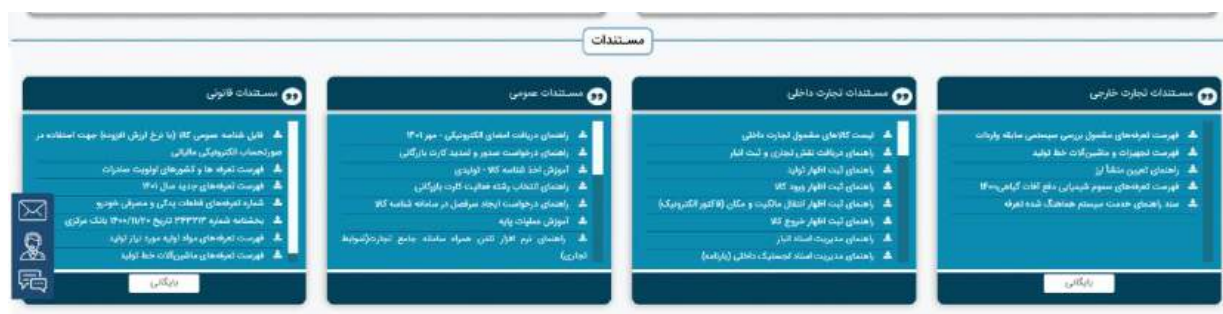 مستندات
مستندات تجارت خارجی
فهرست تعرفه‌های مشمول بررسی سیستمی سابقه واردات
فهرست تجهیزات و ماشین‌آلات خط تولید
راهنمای تعیین منشأ ارز
فهرست تعرفه‌های سموم شیمیایی دفع آفات گیاهی-۱۴۰۰
سند راهنمای خدمت سیستم هماهنگ شده تعرفه
بایگانی
مستندات تجارت داخلی
لیست کالاهای مشمول تجارت داخلی
راهنمای دریافت نقش تجاری و ثبت انبار
راهنمای ثبت اظهار تولید
راهنمای ثبت اظهار ورود کالا
راهنمای ثبت اظهار انتقال مالکیت و مکان (فاکتور الکترونیک)
راهنمای ثبت اظهار خروج کالا
راهنمای مدیریت اسناد انبار
راهنمای مدیریت اسناد لجستیک داخلی (بارنامه)
مستندات عمومی
راهنمای دریافت امضای الکترونیکی - مهر ۱۴۰۱
راهنمای درخواست صدور و تمدید کارت بازرگانی
آموزش اخذ شناسه کالا - تولیدی
راهنمای انتخاب رشته فعالیت کارت بازرگانی
راهنمای درخواست ایجاد سرفصل در سامانه شناسه کالا
آموزش عملیات پایه
راهنمای نرم افزار تلفن همراه سامانه جامع تجارت(ضوابط
تجاری)
مستندات قانونی
فایل شناسه عمومی کالا (با نرخ ارزش افزوده) جهت استفاده در
صورتحساب الکترونیکی مالیاتی
فهرست تعرفه ها و کشورهای اولویت صادرات
فهرست تعرفه‌های جدید سال ۱۴۰۱
شماره تعرفه‌های قطعات یدکی و مصرفی خودرو
بخشنامه شماره ۳۴۳۲۱۳ تاریخ ۱۴۰۰/۱۱/۲۰ بانک مرکزی
فهرست تعرفه های مواد اولیه مورد نیاز تولید
فهرست تعرفه‌های ماشین‌آلات خط تولید
بایگانی